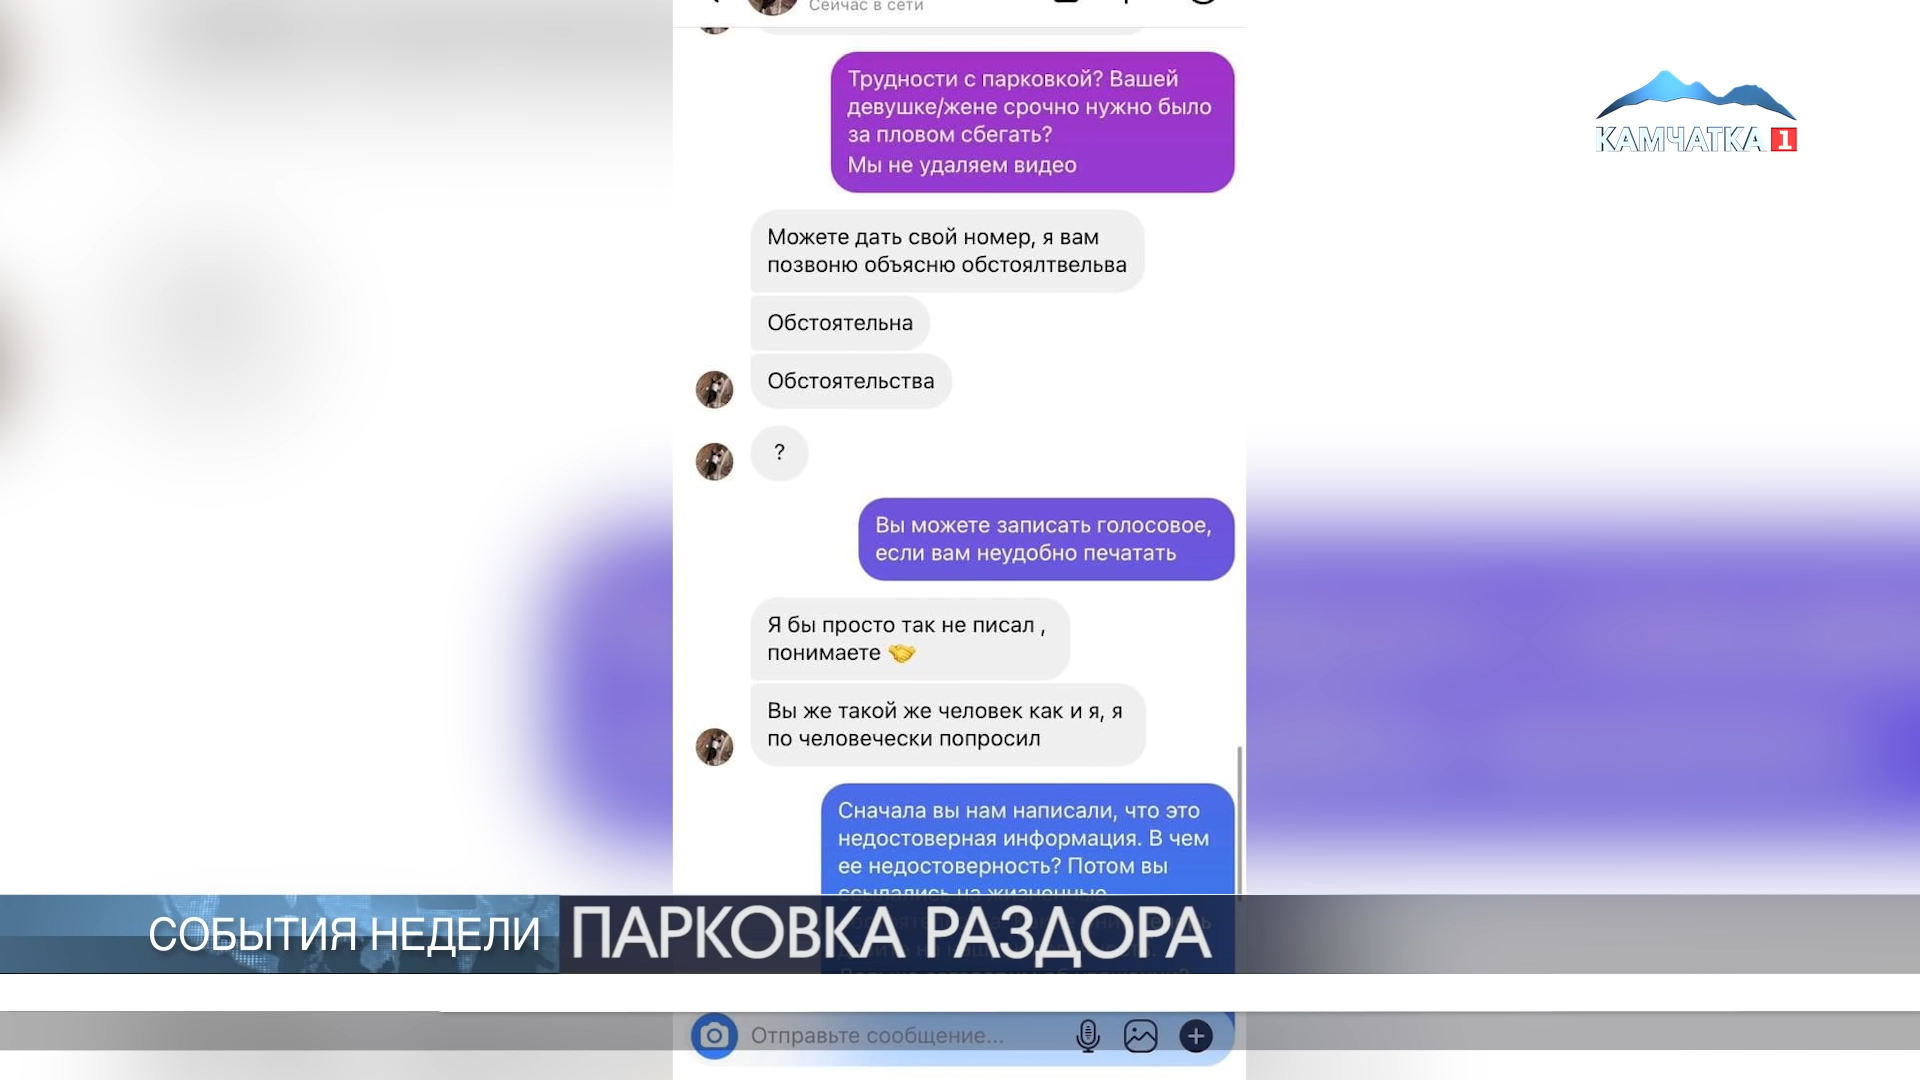 Сейчас в сети
Трудности с парковкой? Вашей
девушке/жене срочно нужно было
за пловом сбегать?
Мы не удаляем видео
КАМЧАТКА 1
Можете дать свой номер, я вам
позвоню объясню обстоялтвельва
Обстоятельна
Обстоятельства
?
Вы можете записать голосовое,
если вам неудобно печатать
Я бы просто так не писал ,
понимаете 🤝
Вы же такой же человек как и я, я
по человечески попросил
Сначала вы нам написали, что это
недостоверная информация. В чем
ее недостоверность? Потом вы
ссылались на жизненные
СОБЫТИЯ НЕДЕЛИ
ПАРКОВКА РАЗДОРА
Отправьте сообщение...